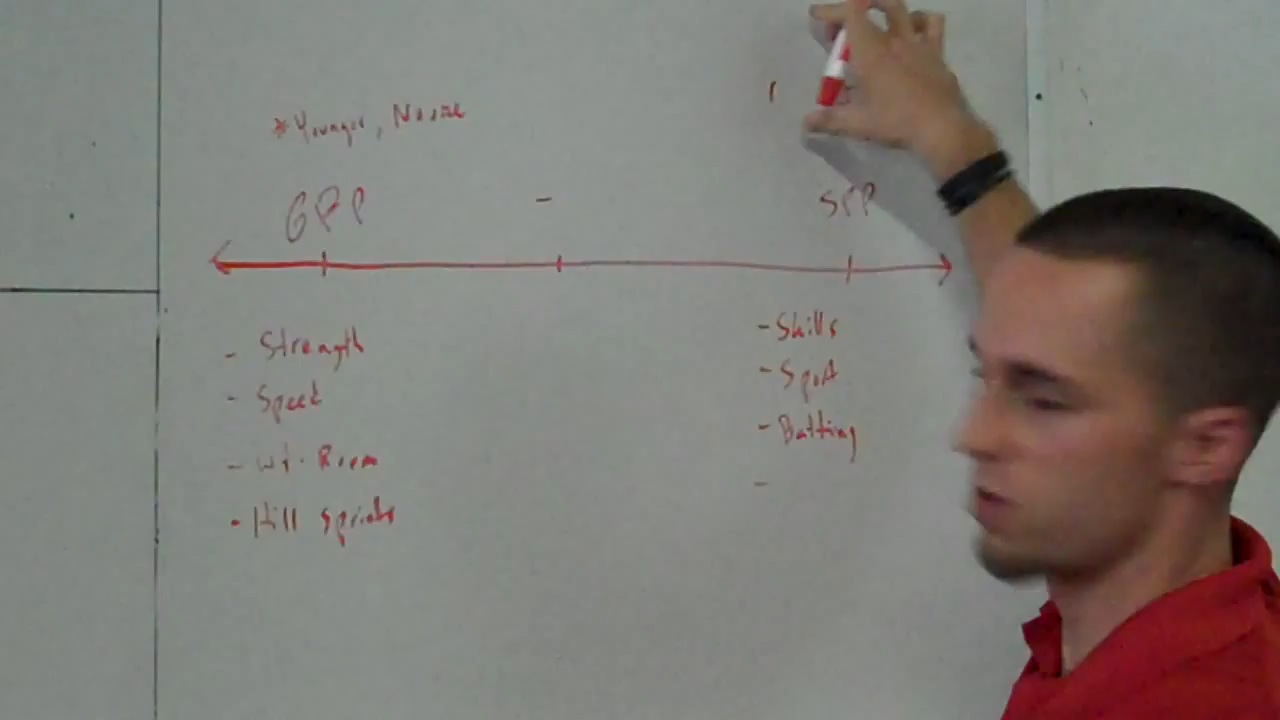 *Younger, Novice
GPP - SPP
- Strength
- Speed
- Wt. Room
• Hill Sprints
- Skills
- Sport
- Batting
-